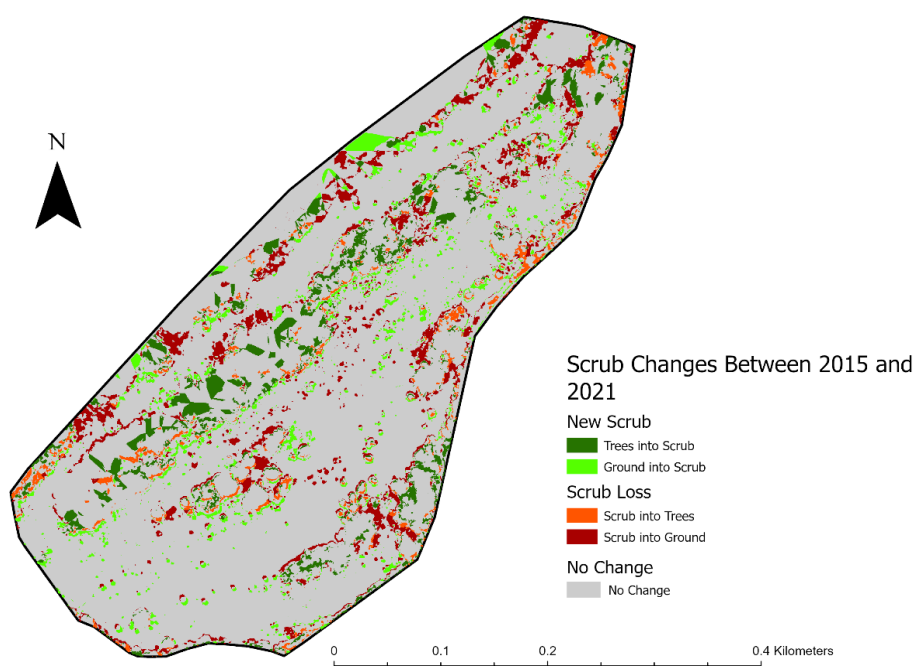 N
Scrub Changes Between 2015 and
2021
New Scrub
Trees into Scrub
Ground into Scrub
Scrub Loss
Scrub into Trees
Scrub into Ground
No Change
No Change
0 0.1 0.2 0.4 Kilometers